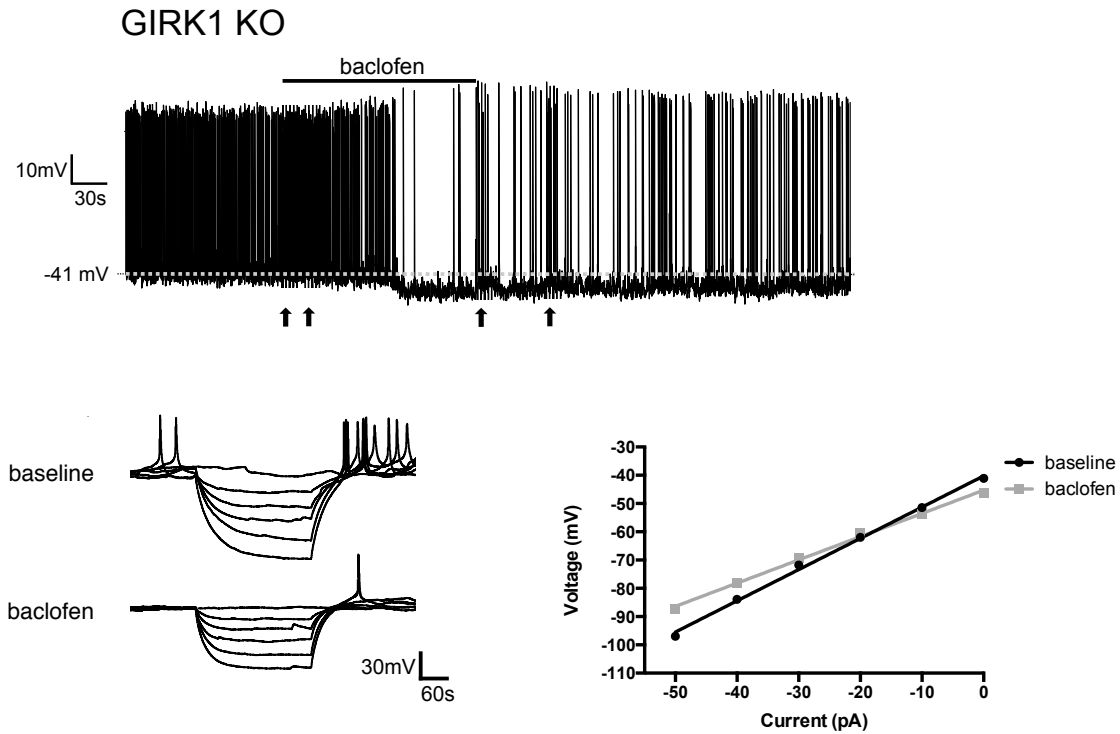 GIRK1 KO
baclofen
10mV
30s
-41 mV
baseline
baclofen
30mV
60s
-30
-40
-50
-60
-70
-80
-90
-100
-110
Voltage (mV)
-50 -40 -30 -20 -10 0
Current (pA)
baseline
baclofen